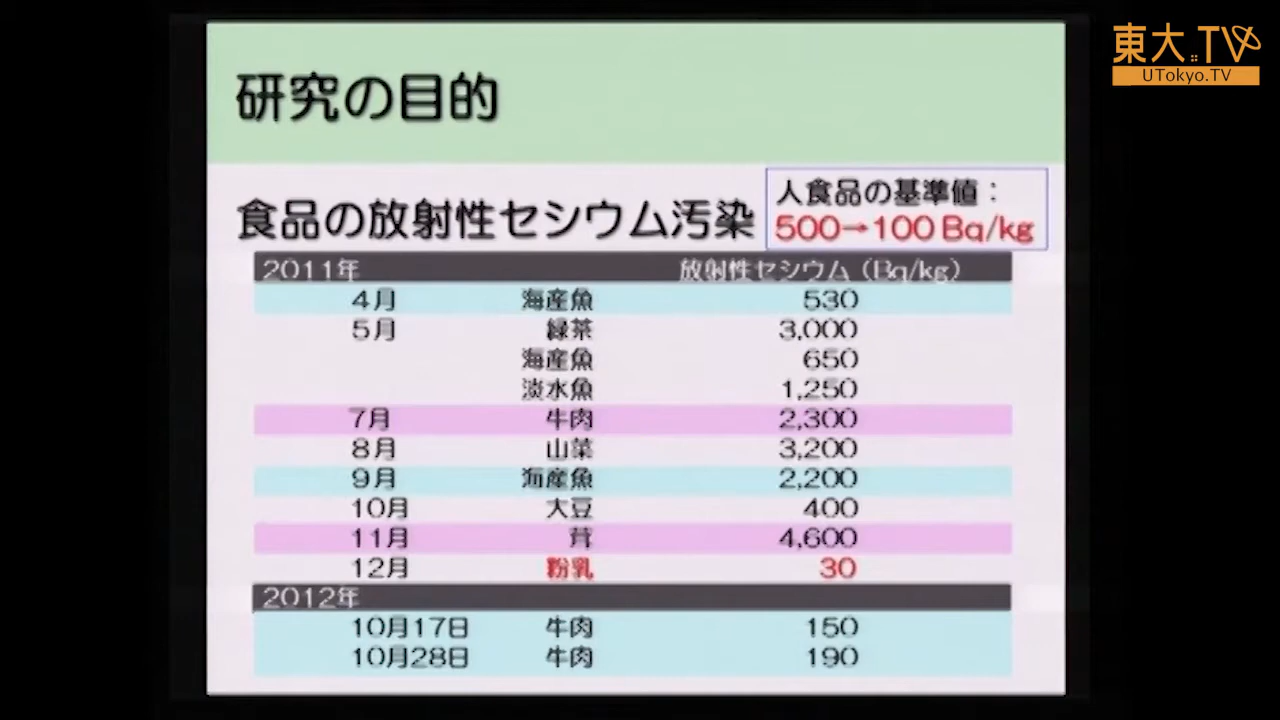 東大.TV
UTokyo.TV
研究の目的
食品の放射性セシウム汚染
人食品の基準値：
500→100 Bq/kg
2011年 放射性セシウム（Bq/kg）
4月 海産魚 530
5月 緑茶 3,000
海産魚 650
淡水魚 1,250
7月 牛肉 2,300
8月 山菜 3,200
9月 海産魚 2,200
10月 大豆 400
11月 茸 4,600
12月 粉乳 30
2012年
10月17日 牛肉 150
10月28日 牛肉 190